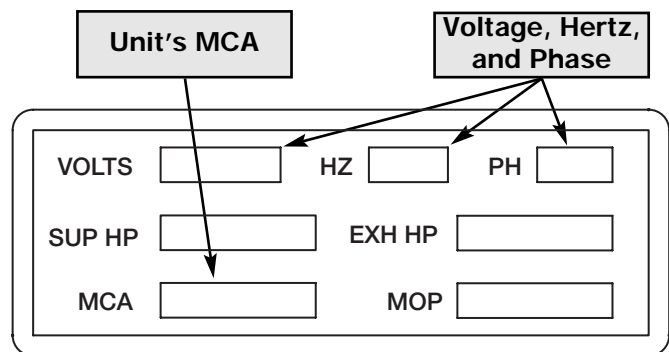 Unit's MCA
Voltage, Hertz,
and Phase
VOLTS HZ PH
SUP HP EXH HP
MCA MOP